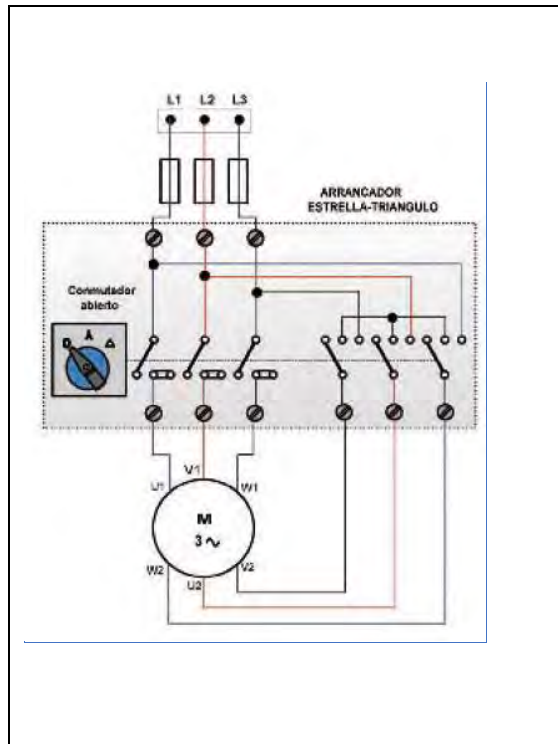 L1 L2 L3
ARRANCADOR
ESTRELLA-TRIANGULO
Conmutador
abierto
0
U1 V1 W1
M
3 ~
W2 U2 V2